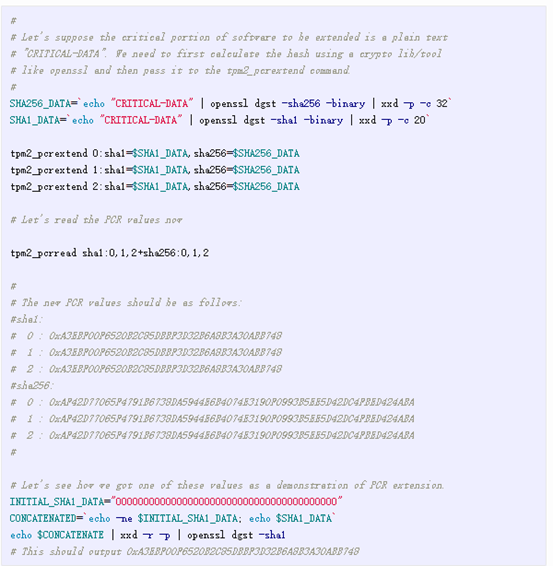 #
# Let's suppose the critical portion of software to be extended is a plain text
# "CRITICAL-DATA". We need to first calculate the hash using a crypto lib/tool
# like openssl and then pass it to the tpm2_pcrextend command.
#
SHA256_DATA=`echo "CRITICAL-DATA" | openssl dgst -sha256 -binary | xxd -p -c 32`
SHA1_DATA=`echo "CRITICAL-DATA" | openssl dgst -sha1 -binary | xxd -p -c 20`
tpm2_pcrextend 0:sha1=$SHA1_DATA,sha256=$SHA256_DATA
tpm2_pcrextend 1:sha1=$SHA1_DATA,sha256=$SHA256_DATA
tpm2_pcrextend 2:sha1=$SHA1_DATA,sha256=$SHA256_DATA
# Let's read the PCR values now
tpm2_pcrread sha1:0,1,2+sha256:0,1,2
#
# The new PCR values should be as follows:
#sha1:
# 0 :
# 1 :
# 2 :
#sha256:
# 0 :
# 1 :
# 2 :
#
# Let's see how we got one of these values as a demonstration of PCR extension.
INITIAL_SHA1_DATA="0000000000000000000000000000000000000000"
CONCATENATED=`echo -ne $INITIAL_SHA1_DATA; echo $SHA1_DATA`
echo $CONCATENATE | xxd -r -p | openssl dgst -sha1
# This should output